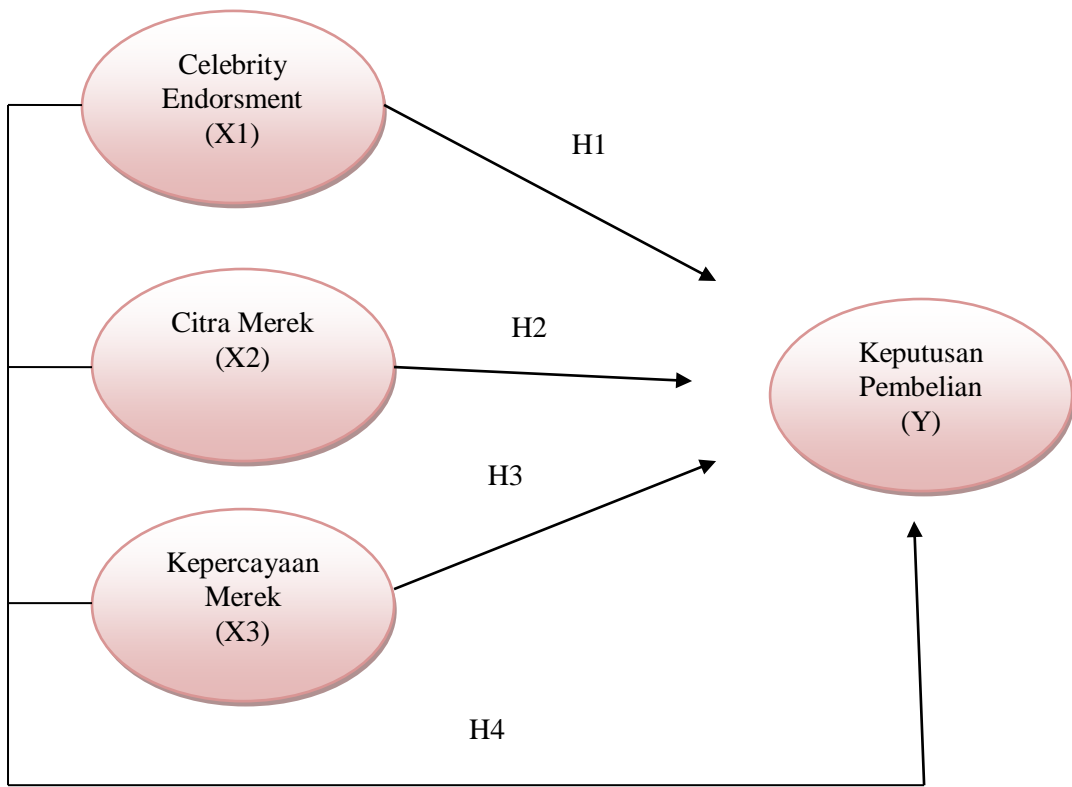 Celebrity
Endorsment
(X1)
H1
Citra Merek
(X2)
H2
Keputusan
Pembelian
(Y)
H3
Kepercayaan
Merek
(X3)
H4